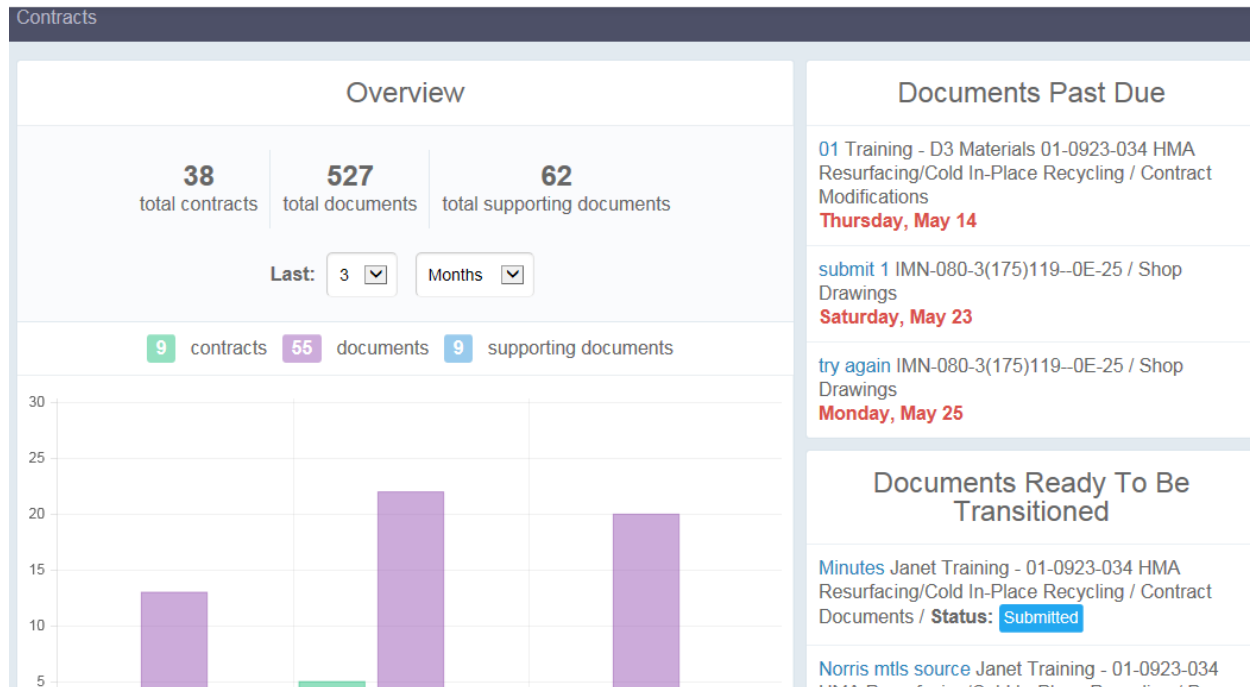 Contracts
Overview
38
527
62
total contracts
total documents
total supporting documents
Last: 3 Months
9 contracts 55 documents 9 supporting documents
30
25
20
15
10
5
Documents Past Due
01 Training - D3 Materials 01-0923-034 HMA
Resurfacing/Cold In-Place Recycling / Contract
Modifications
Thursday, May 14
submit 1 IMN-080-3(175)119--0E-25 / Shop
Drawings
Saturday, May 23
try again IMN-080-3(175)119--0E-25 / Shop
Drawings
Monday, May 25
Documents Ready To Be
Transitioned
Minutes Janet Training - 01-0923-034 HMA
Resurfacing/Cold In-Place Recycling / Contract
Documents / Status: Submitted
Norris mtls source Janet Training - 01-0923-034